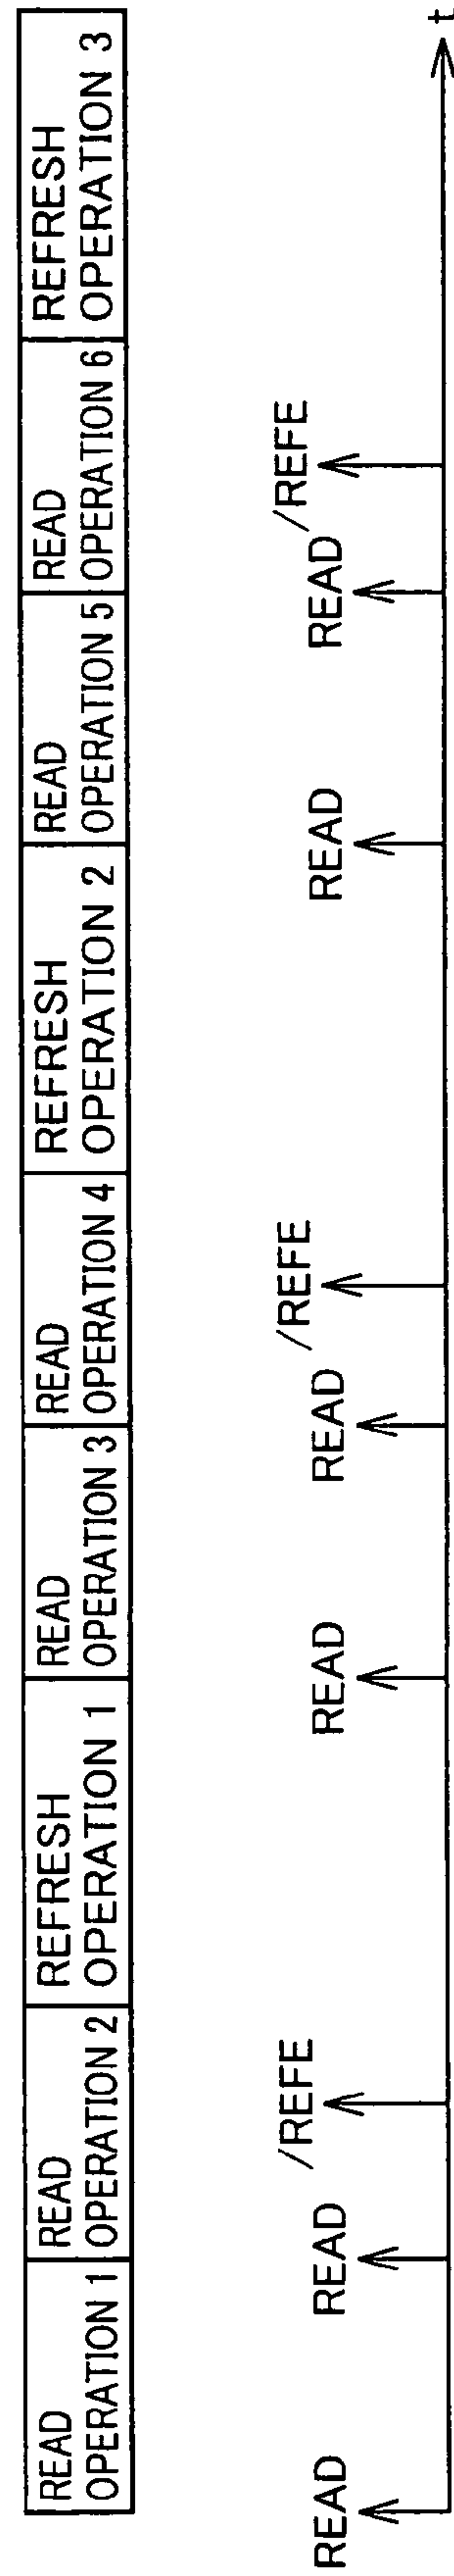 READ
OPERATION 1
READ
OPERATION 2
REFRESH
OPERATION 1
READ
OPERATION 3
READ
OPERATION 4
REFRESH
OPERATION 2
READ
OPERATION 5
READ
OPERATION 6
REFRESH
OPERATION 3
READ
READ
/REFE
READ
READ
/REFE
READ
READ
/REFE
t